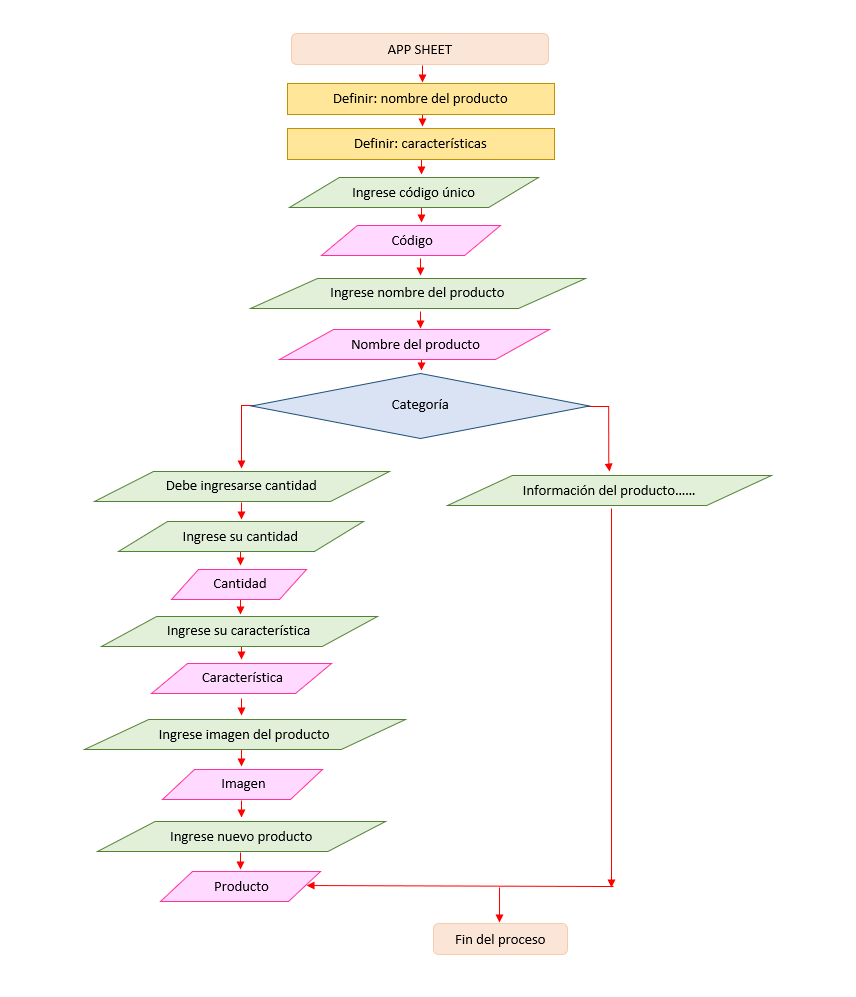 APP SHEET
Definir: nombre del producto
Definir: características
Ingrese código único
Código
Ingrese nombre del producto
Nombre del producto
Categoría
Debe ingresarse cantidad
Información del producto......
Ingrese su cantidad
Cantidad
Ingrese su característica
Característica
Ingrese imagen del producto
Imagen
Ingrese nuevo producto
Producto
Fin del proceso